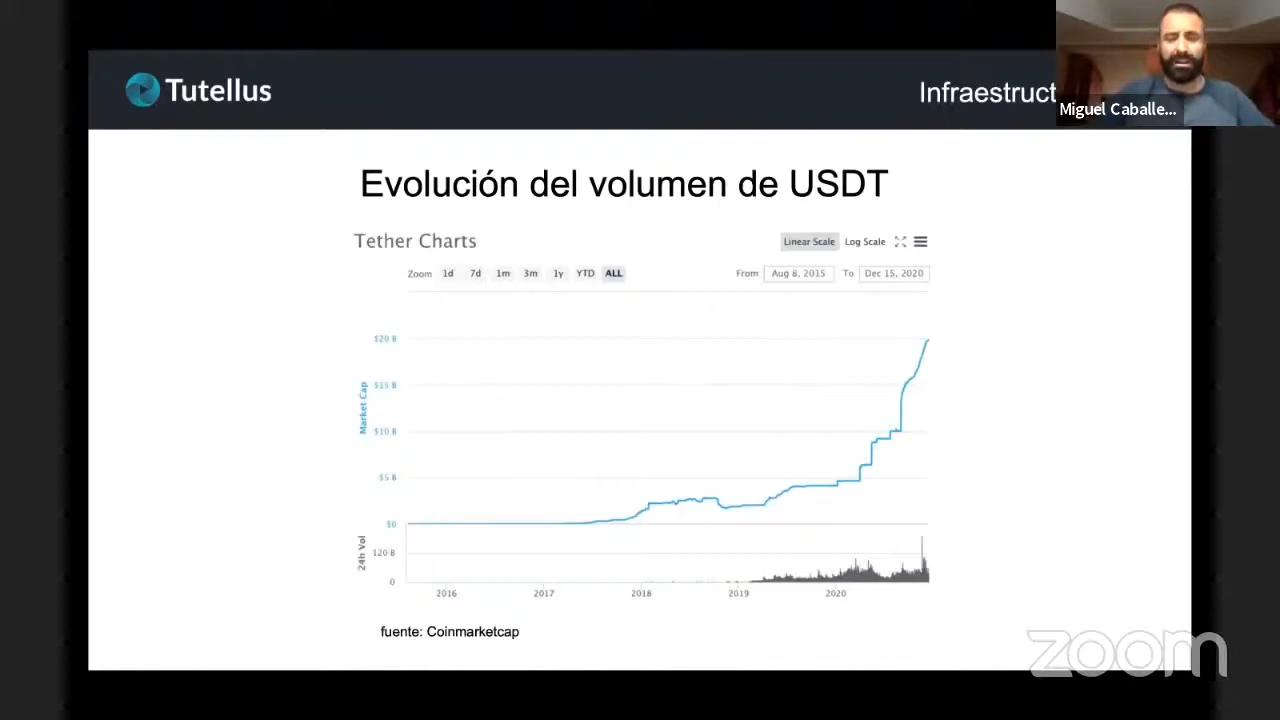 Tutellus
Infraestruct
Miguel Caballe...
Evolución del volumen de USDT
Tether Charts
Linear Scale Log Scale
Zoom 1d 7d 1m 3m 1y YTD ALL
From Aug 8, 2015 To Dec 15, 2020
$20 B
$15 B
$10 B
$5 B
$0
Market Cap
120 B
0
24h Vol
2016 2017 2018 2019 2020
fuente: Coinmarketcap
zoom